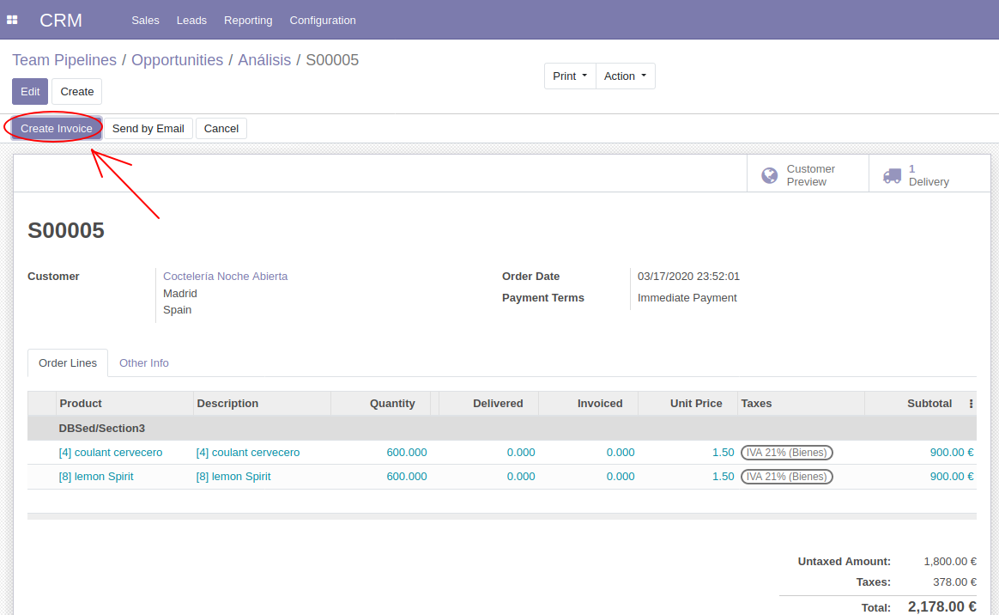 CRM Sales Leads Reporting Configuration
Team Pipelines / Opportunities / Análisis / S00005
Print Action
Edit Create
Create Invoice Send by Email Cancel
Customer Preview
1 Delivery
S00005
Customer
Coctelería Noche Abierta
Madrid
Spain
Order Date 03/17/2020 23:52:01
Payment Terms Immediate Payment
Order Lines Other Info
Product Description Quantity Delivered Invoiced Unit Price Taxes Subtotal
DBSed/Section3
[4] coulant cervecero [4] coulant cervecero 600.000 0.000 0.000 1.50 IVA 21% (Bienes) 900.00 €
[8] lemon Spirit [8] lemon Spirit 600.000 0.000 0.000 1.50 IVA 21% (Bienes) 900.00 €
Untaxed Amount: 1,800.00 €
Taxes: 378.00 €
Total: 2,178.00 €